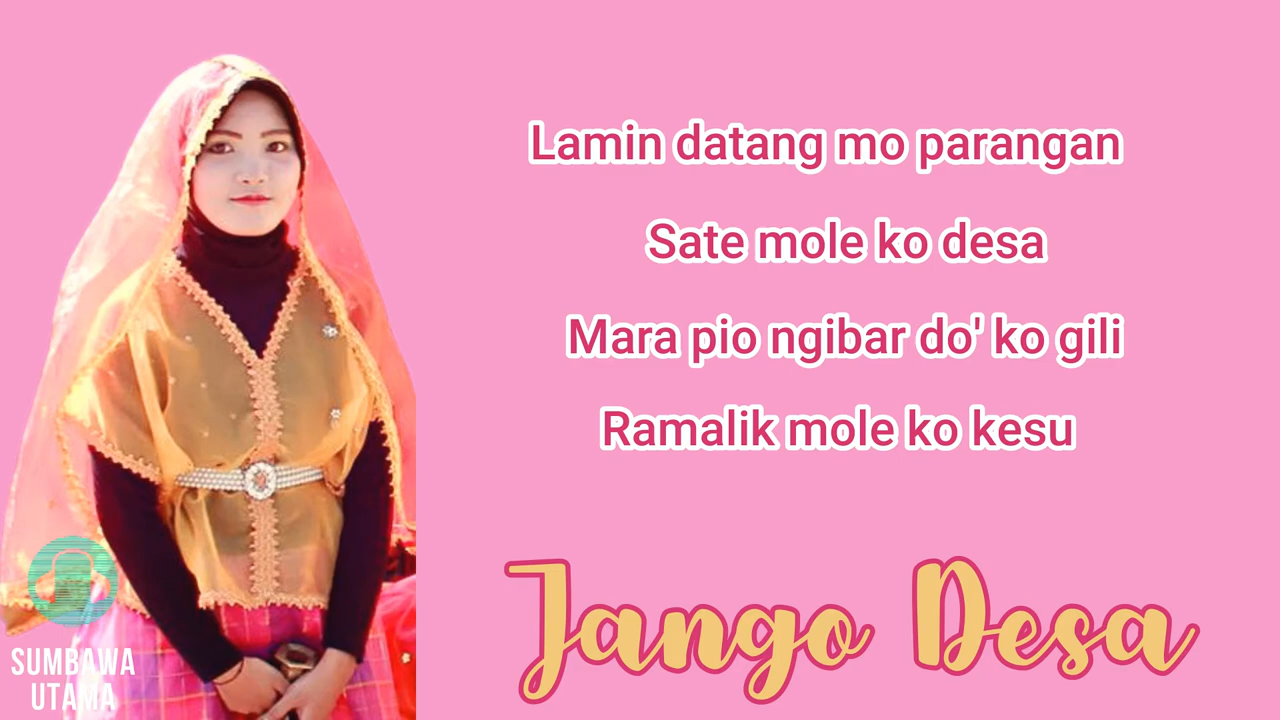 Lamin datang mo parangan
Sate mole ko desa
Mara pio ngibar do' ko gili
Ramalik mole ko kesu
Jango Desa
SUMBAWA
UTAMA